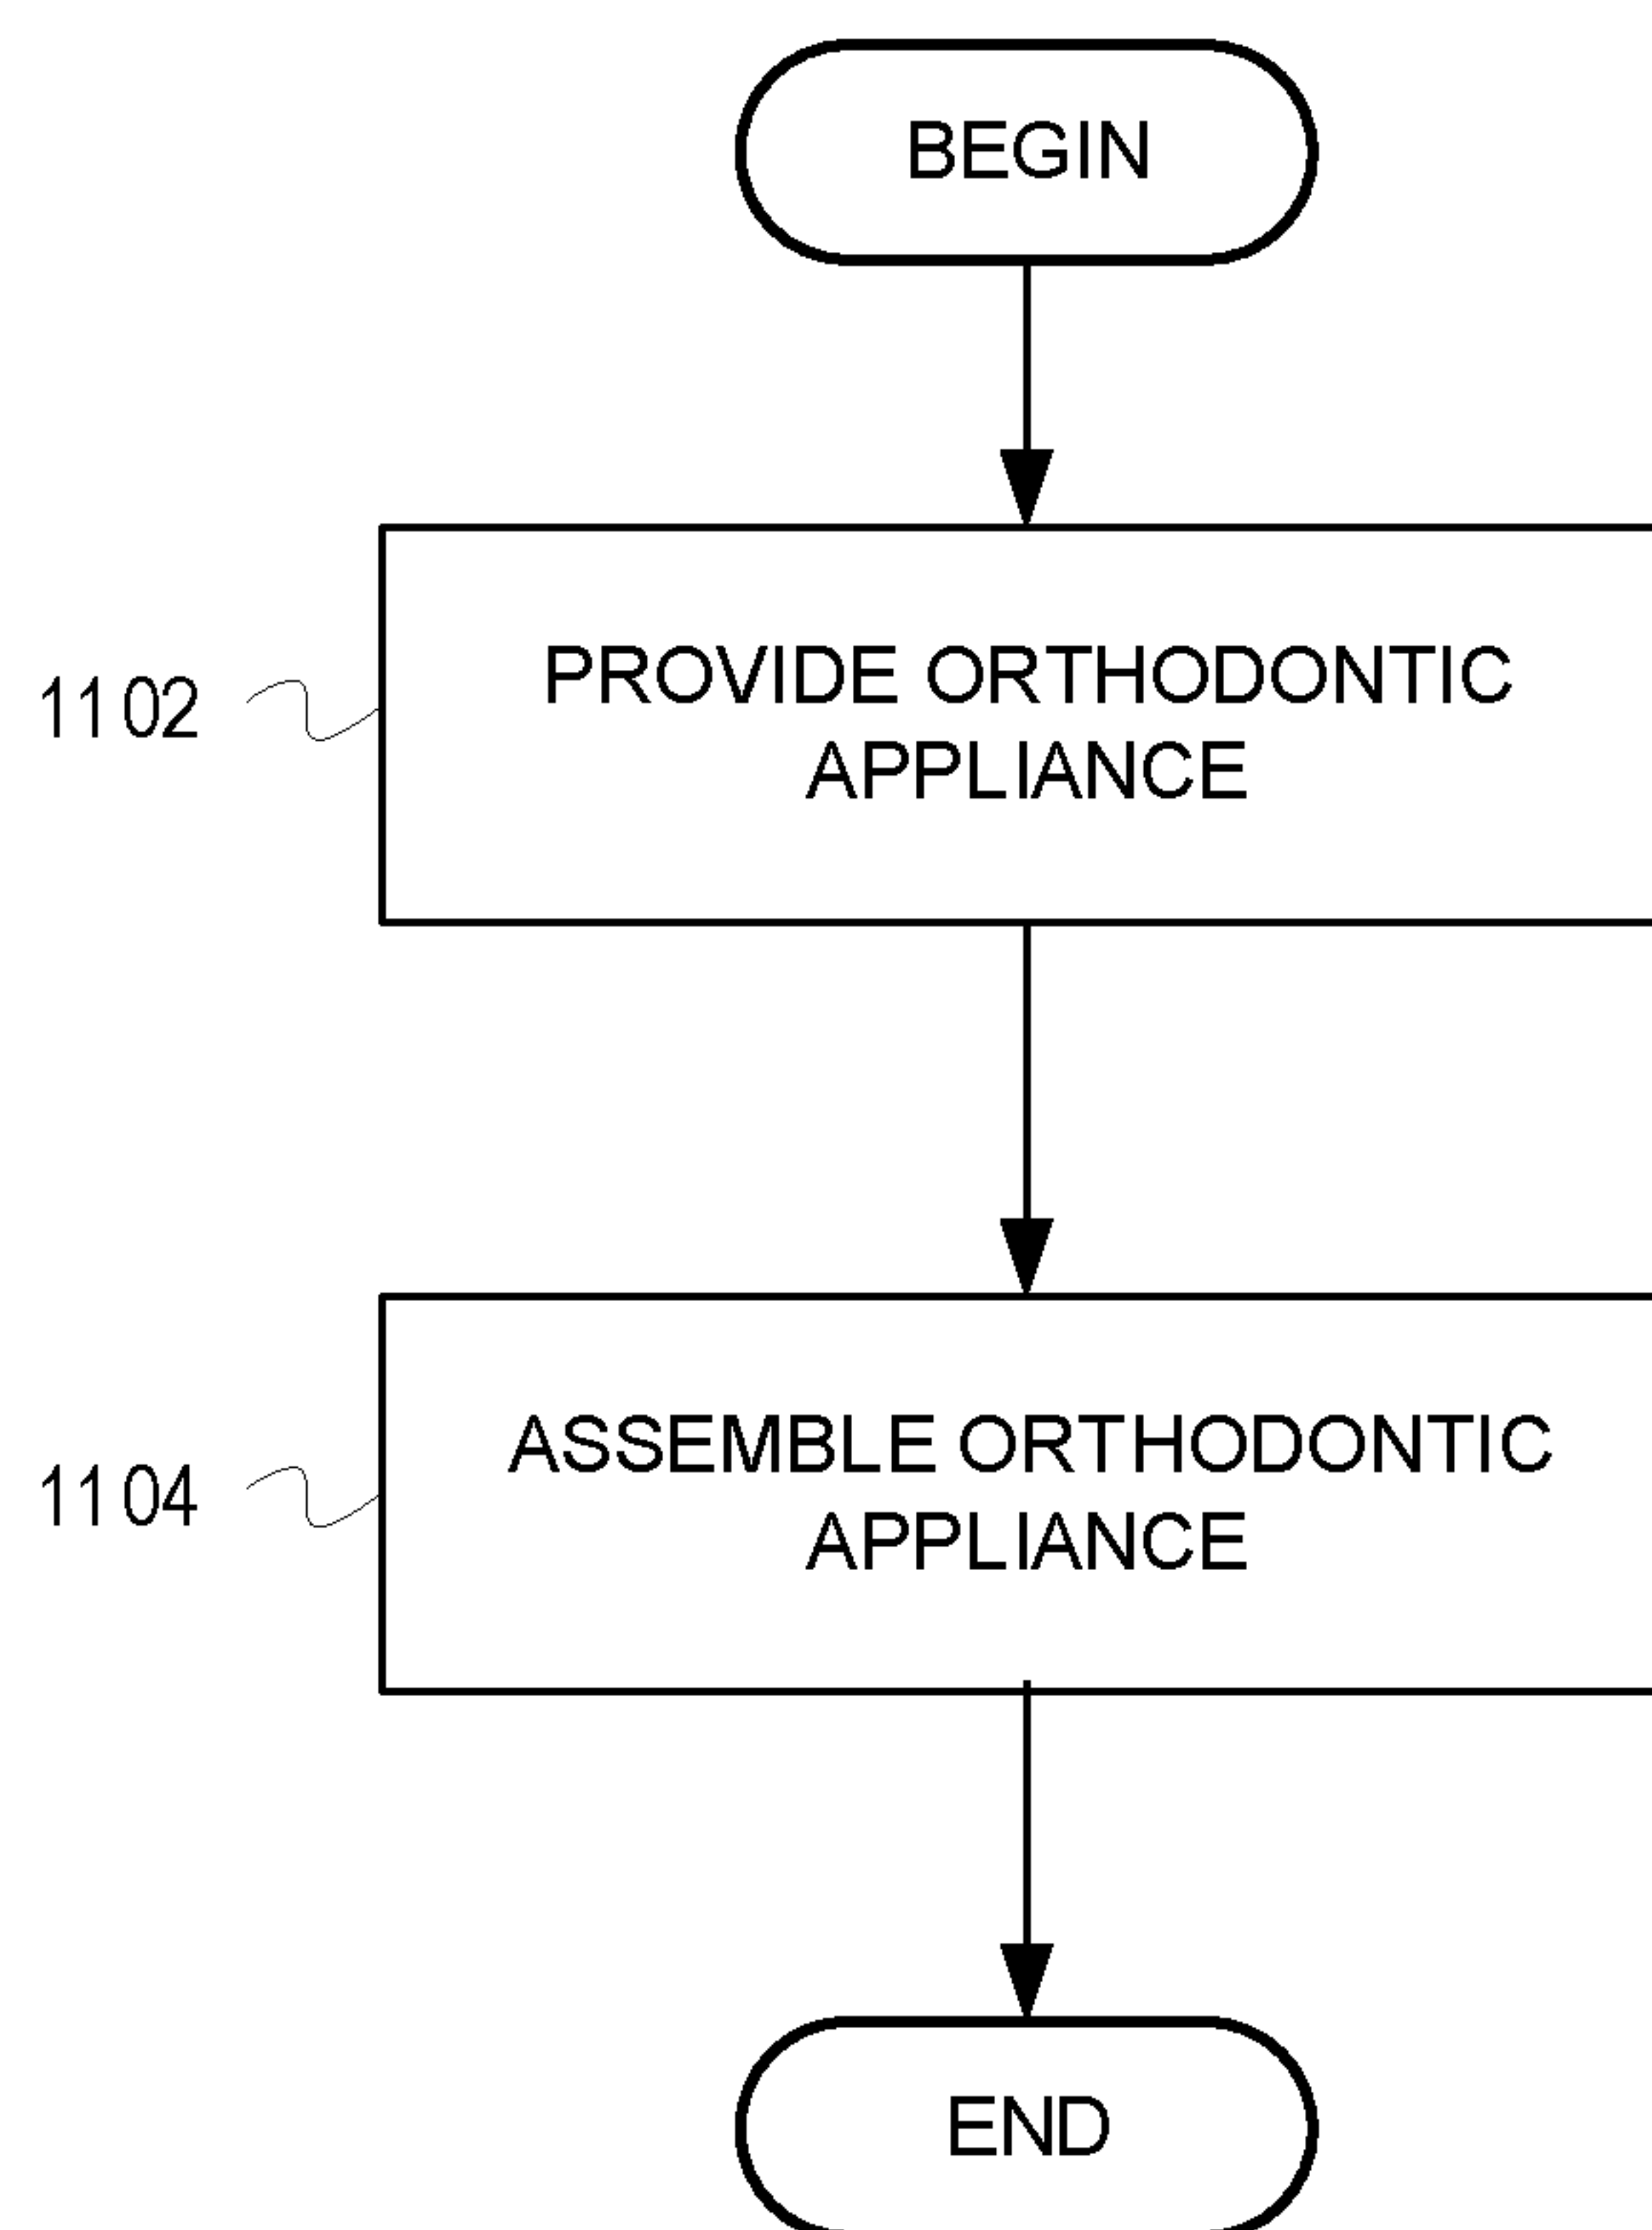 BEGIN
1102
PROVIDE ORTHODONTIC
APPLIANCE
1104
ASSEMBLE ORTHODONTIC
APPLIANCE
END